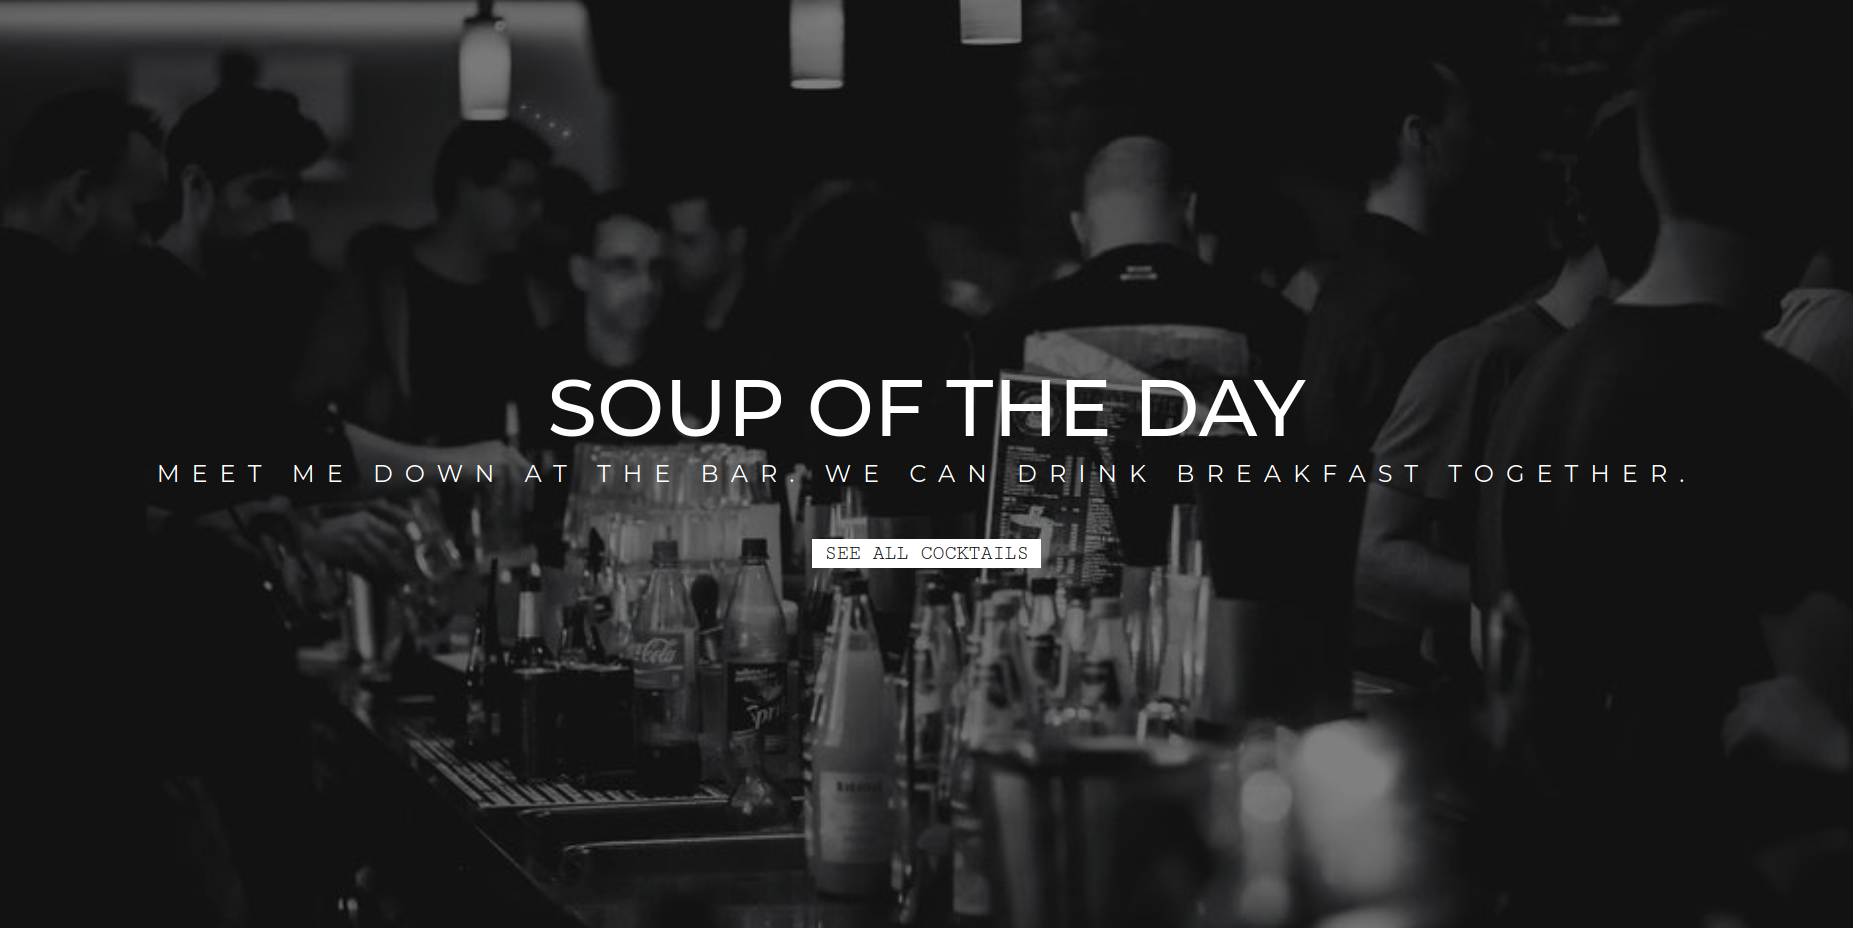 SOUP OF THE DAY
MEET ME DOWN AT THE BAR. WE CAN DRINK BREAKFAST TOGETHER.
SEE ALL COCKTAILS